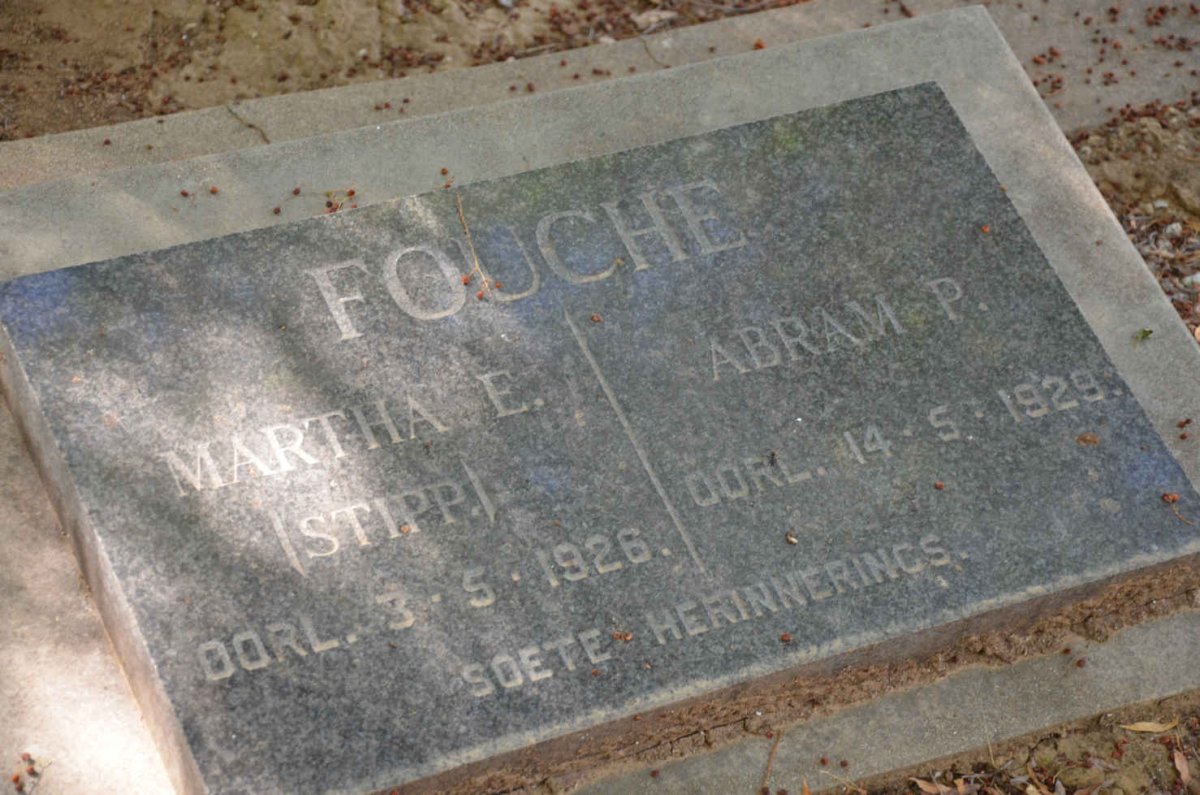 FOUCHE
MARTHA E.
(STIPP)
OORL. 3·5·1926.
ABRAM P.
OORL. 14·5·1929.
SOETE HERINNERINGS.